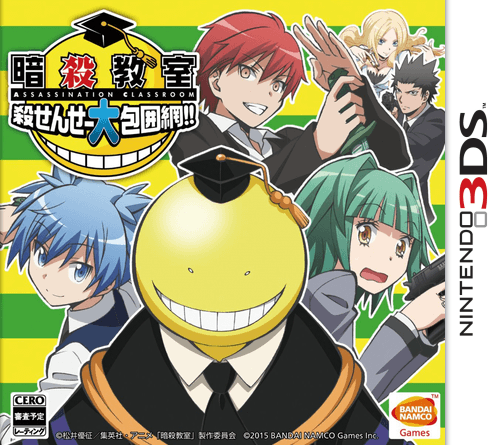 暗殺教室
ASSASSINATION CLASSROOM
殺せんせー大包囲網!!
NINTENDO 3DS
CERO
審査予定
レーティング
BANDAI
NAMCO
Games
TM
©松井優征/集英社・アニメ「暗殺教室」製作委員会 ©2015 BANDAI NAMCO Games Inc.